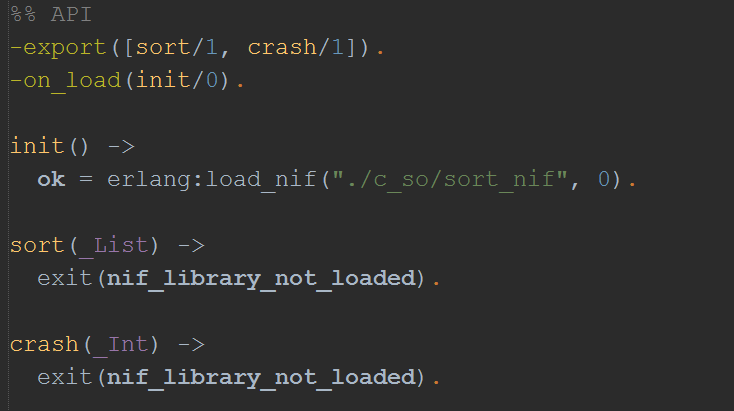 %% API
-export([sort/1, crash/1]).
-on_load(init/0).
init() ->
ok = erlang:load_nif("./c_so/sort_nif", 0).
sort(_List) ->
exit(nif_library_not_loaded).
crash(_Int) ->
exit(nif_library_not_loaded).